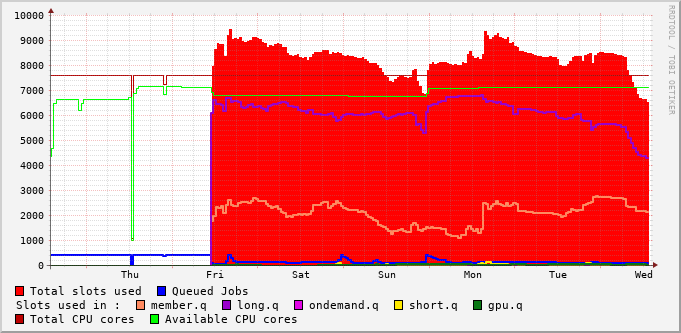 10000
9000
8000
7000
6000
5000
4000
3000
2000
1000
0
Thu Fri Sat Sun Mon Tue Wed
Total slots used Queued Jobs
Slots used in : member.q long.q ondemand.q short.q gpu.q
Total CPU cores Available CPU cores
RRDTOOL / TOBI OETIKER